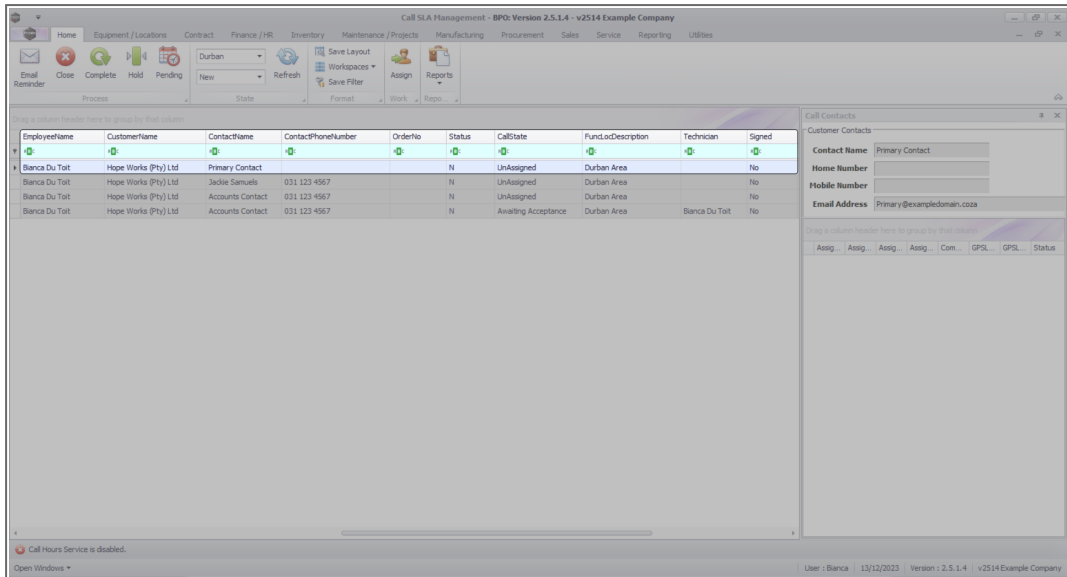 Call SLA Management - BPO: Version 2.5.1.4 - v2514 Example Company
Home Equipment / Locations Contract Finance / HR Inventory Maintenance / Projects Manufacturing Procurement Sales Service Reporting Utilities
Email Reminder
Close
Complete
Hold
Pending
Durban
New
Refresh
Save Layout
Workspaces
Save Filter
Assign
Reports
Process State Format Work Repo...
Drag a column header here to group by that column
EmployeeName CustomerName ContactName ContactPhoneNumber OrderNo Status CallState FuncLocDescription Technician Signed
Bianca Du Toit Hope Works (Pty) Ltd Primary Contact N UnAssigned Durban Area No
Bianca Du Toit Hope Works (Pty) Ltd Jackie Samuels 031 123 4567 N UnAssigned Durban Area No
Bianca Du Toit Hope Works (Pty) Ltd Accounts Contact 031 123 4567 N UnAssigned Durban Area No
Bianca Du Toit Hope Works (Pty) Ltd Accounts Contact 031 123 4567 N Awaiting Acceptance Durban Area Bianca Du Toit No
Call Contacts
Customer Contacts
Contact Name Primary Contact
Home Number
Mobile Number
Email Address Primary@exampledomain.coza
Drag a column header here to group by that column
Assig... Assig... Assig... Assig... Com... GPSL... GPSL... Status
Call Hours Service is disabled.
Open Windows
User : Bianca 13/12/2023 Version : 2.5.1.4 v2514 Example Company